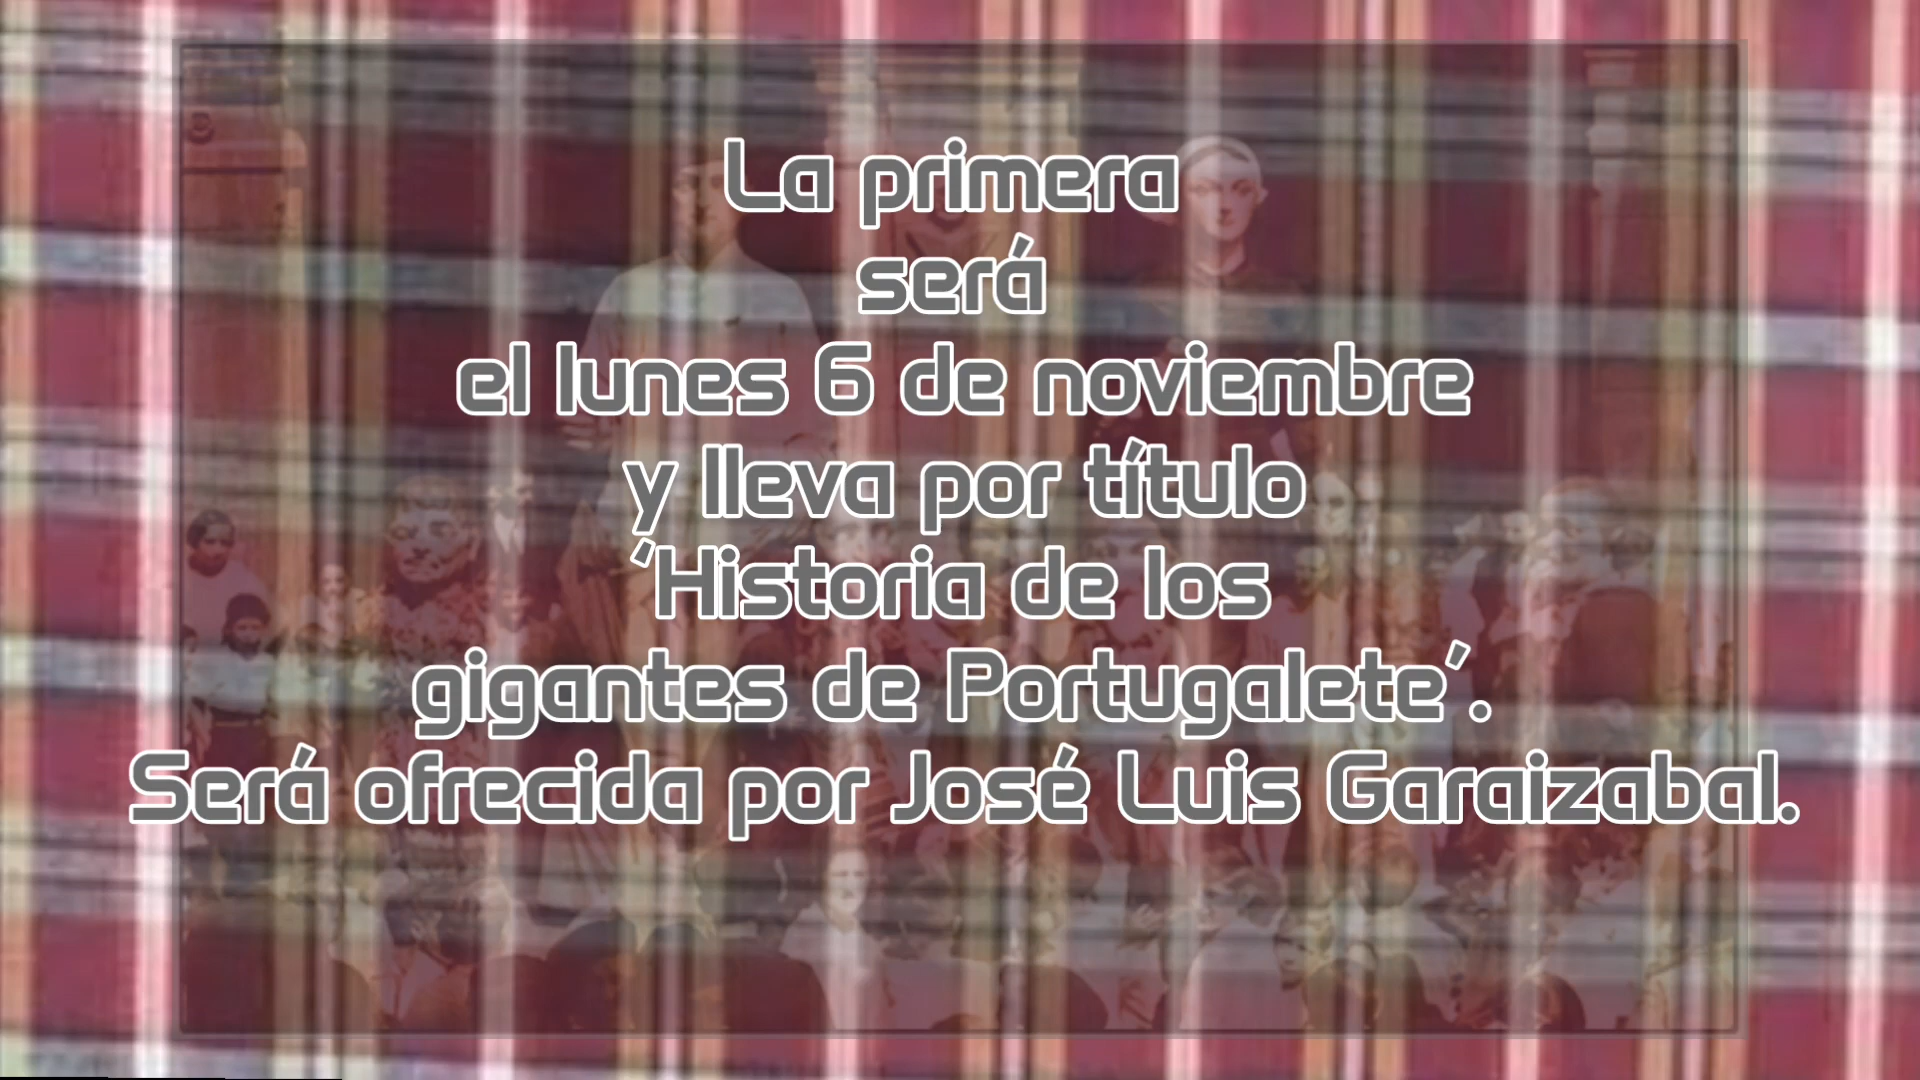 La primera
será
el lunes 6 de noviembre
y lleva por título
´Historia de los
gigantes de Portugalete´.
Será ofrecida por José Luis Garaizabal.